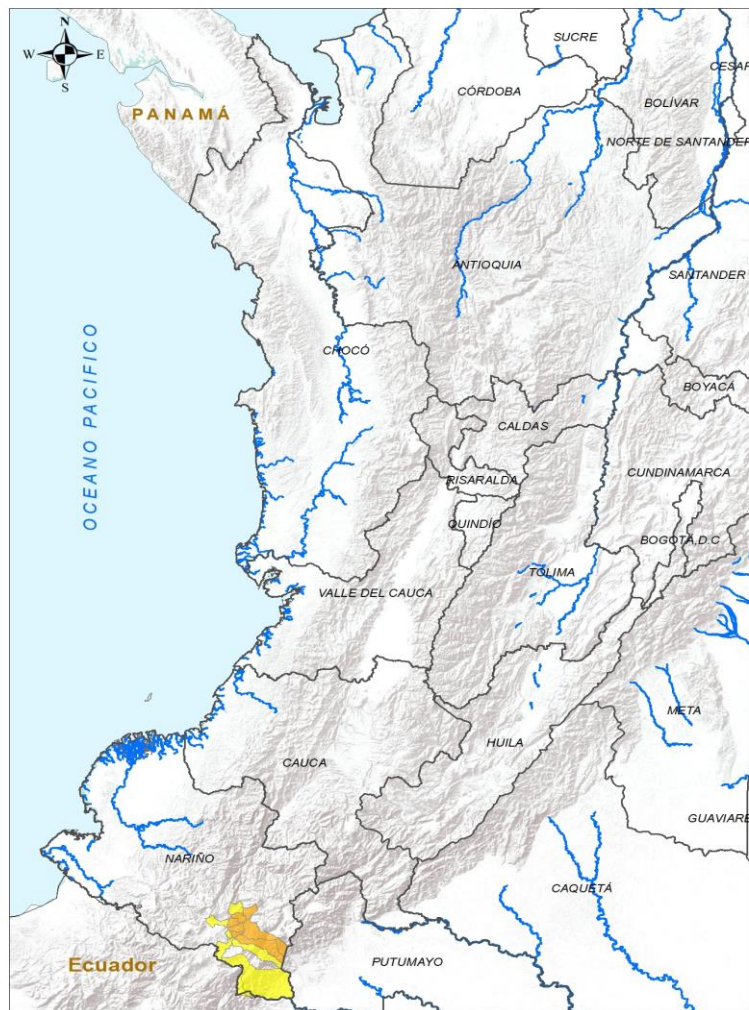 N
W E
S
SUCRE
CESAR
CÓRDOBA
BOLÍVAR
PANAMÁ
NORTE DE SANTANDER
ANTIOQUIA
SANTANDER
OCEANO PACIFICO
CHOCÓ
BOYACÁ
CALDAS
CUNDINAMARCA
RISARALDA
QUINDÍO
BOGOTÁ, D.C
TOLIMA
VALLE DEL CAUCA
META
HUILA
CAUCA
GUAVIARE
NARIÑO
CAQUETÁ
Ecuador
PUTUMAYO